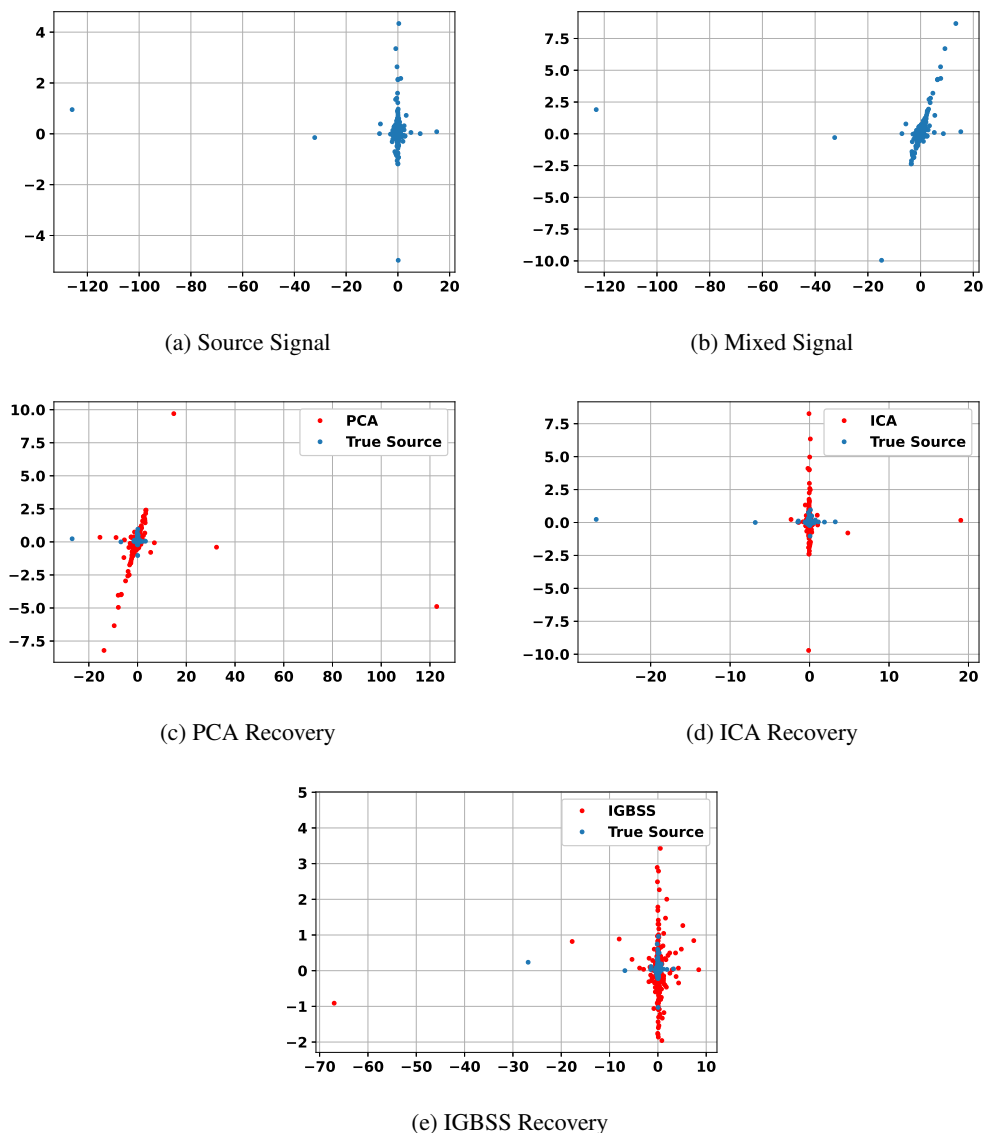 4
2
0
−2
−4
−120 −100 −80 −60 −40 −20 0 20
(a) Source Signal
7.5
5.0
2.5
0.0
−2.5
−5.0
−7.5
−10.0
−120 −100 −80 −60 −40 −20 0 20
(b) Mixed Signal
10.0
7.5
5.0
2.5
0.0
−2.5
−5.0
−7.5
−20 0 20 40 60 80 100 120
PCA
True Source
(c) PCA Recovery
7.5
5.0
2.5
0.0
−2.5
−5.0
−7.5
−10.0
−20 −10 0 10 20
ICA
True Source
(d) ICA Recovery
5
4
3
2
1
0
−1
−2
−70 −60 −50 −40 −30 −20 −10 0 10
IGBSS
True Source
(e) IGBSS Recovery